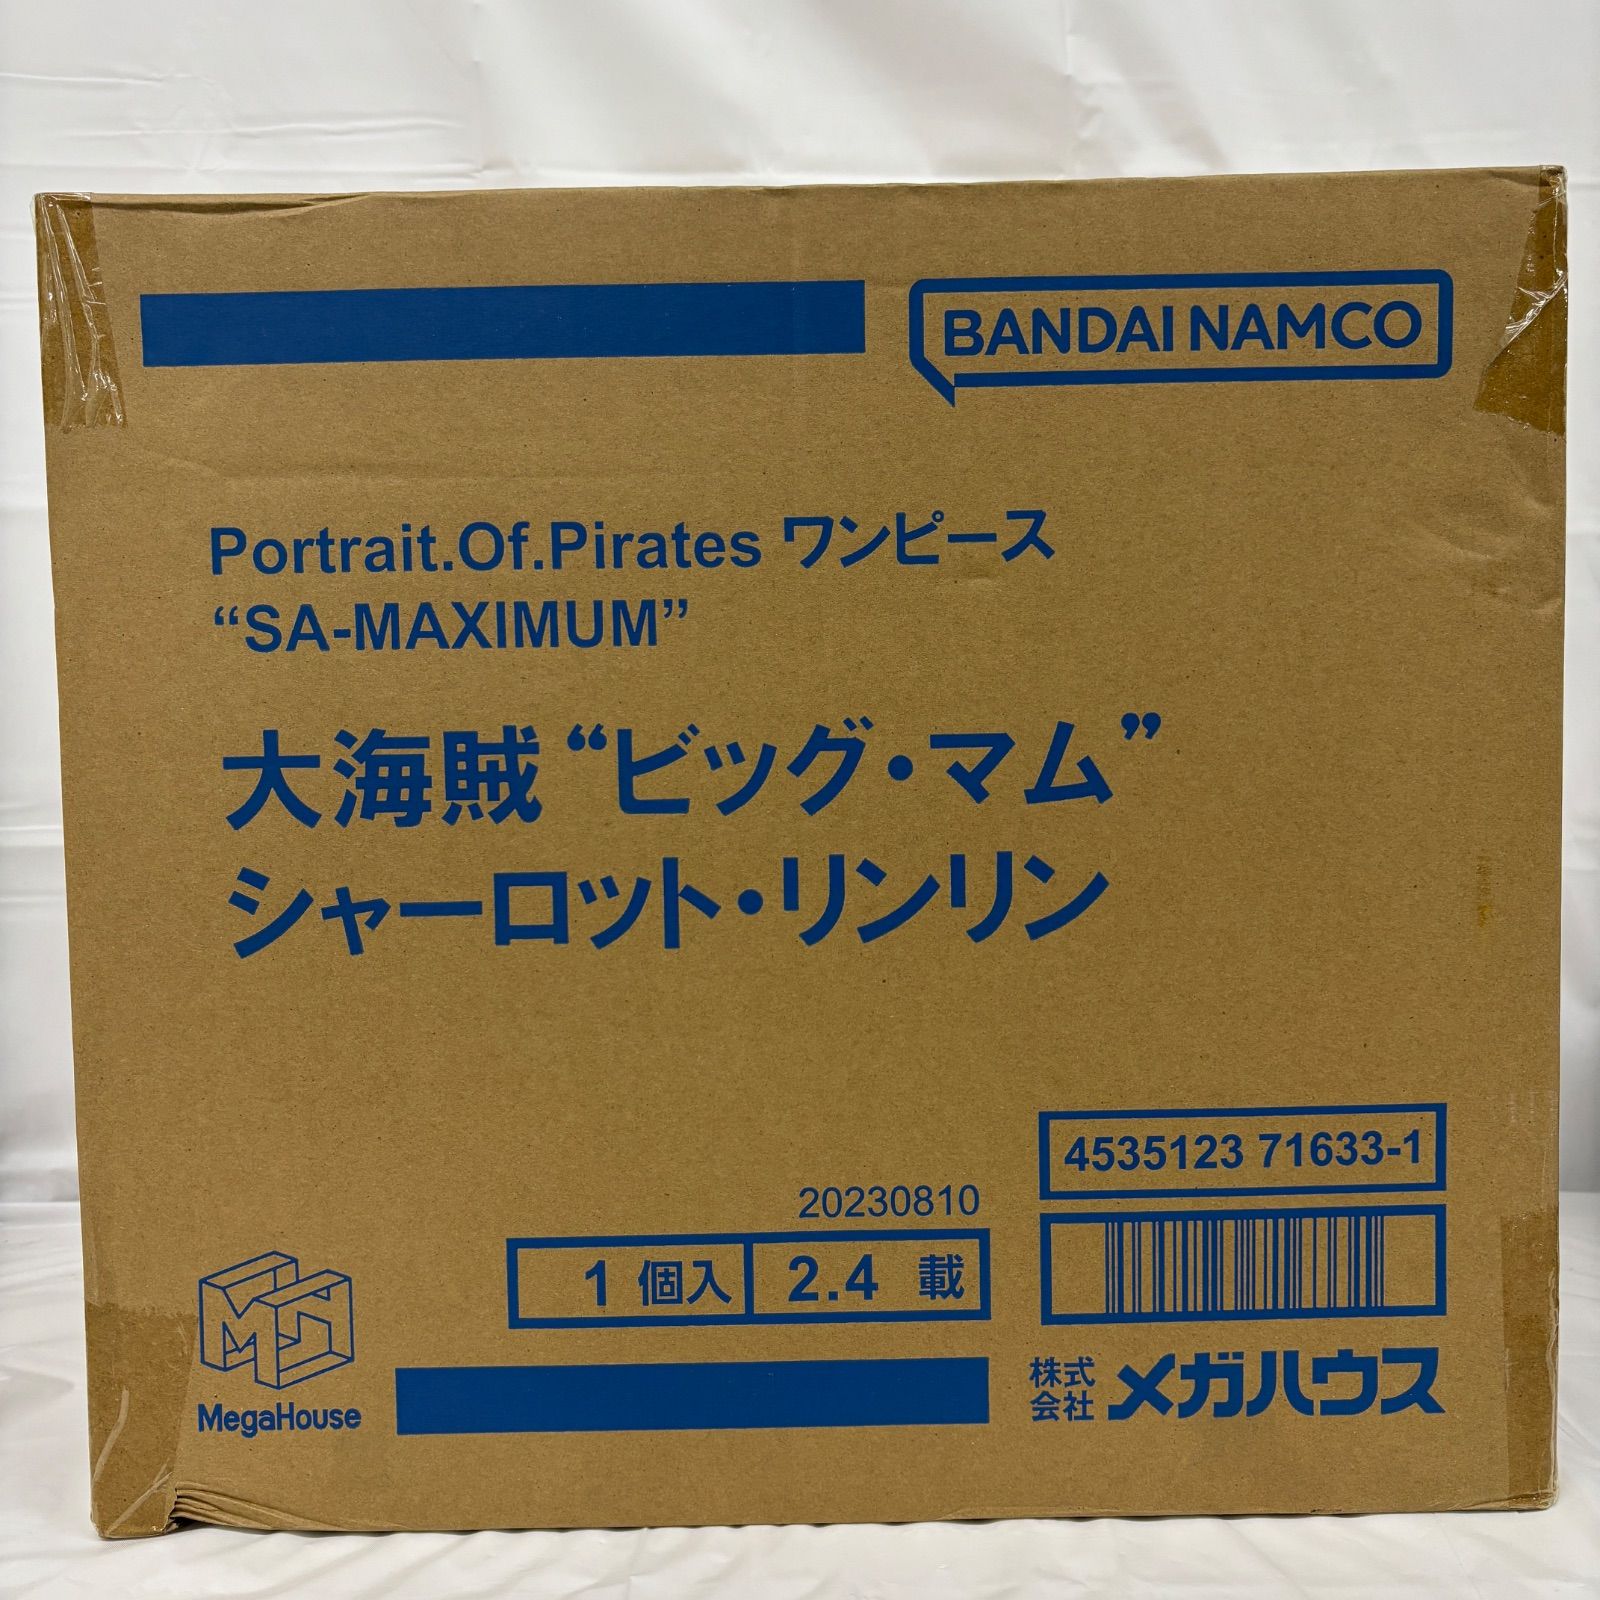 BANDAI NAMCO
Portrait.Of.Pirates ワンピース
“SA-MAXIMUM”
大海賊“ビッグ・マム”
シャーロット・リンリン
4535123 71633-1
20230810
1 個入 2.4 載
MegaHouse
株式会社 メガハウス